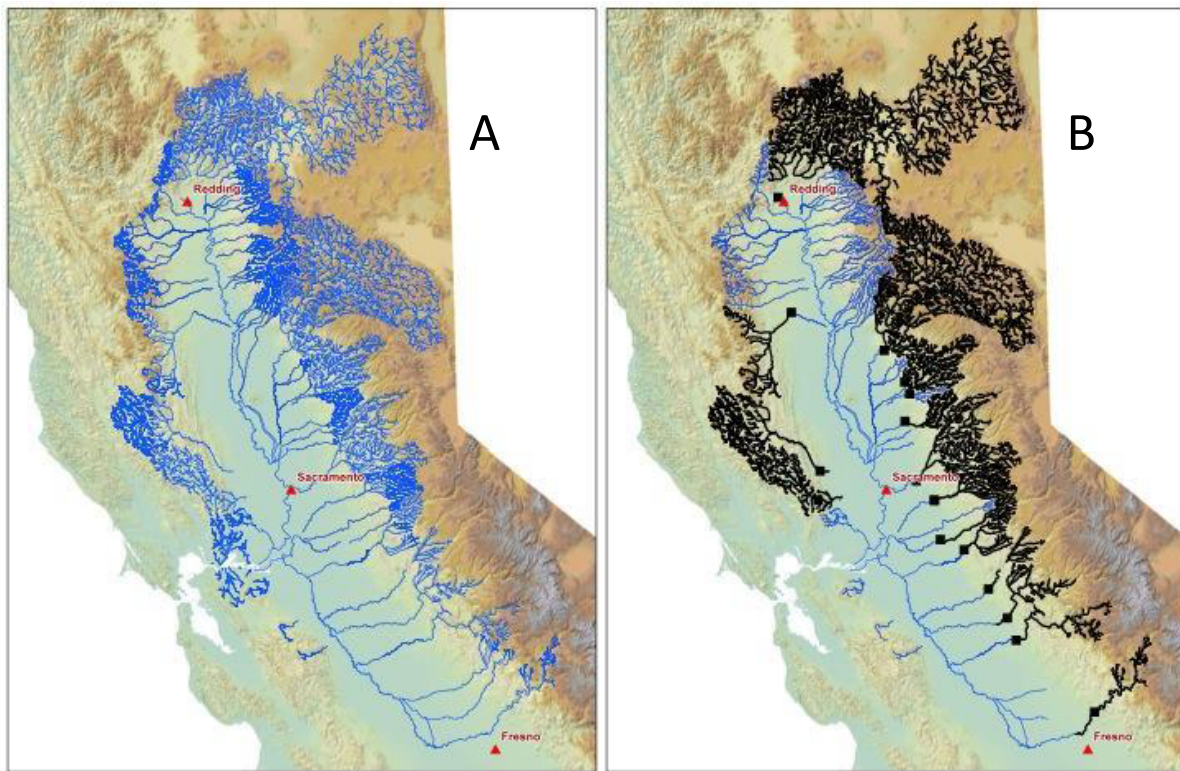 A
Redding
Sacramento
Fresno
B
Redding
Sacramento
Fresno